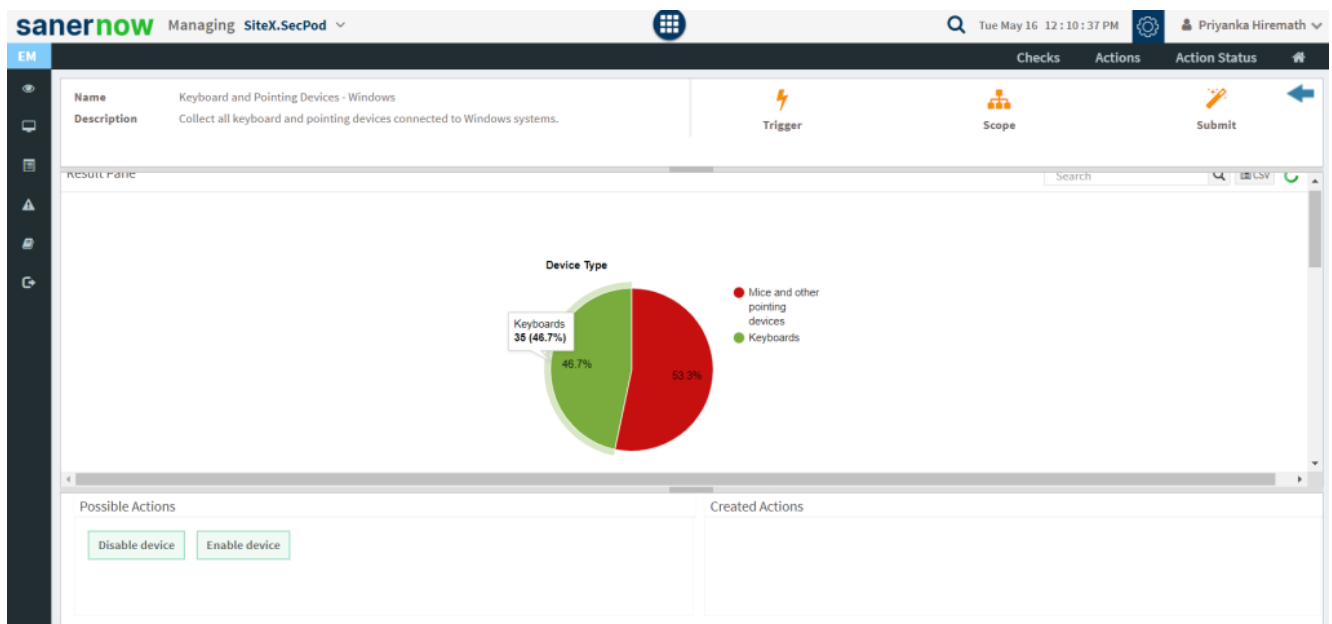 sanernow Managing SiteX.SecPod Tue May 16 12:10:37 PM Priyanka Hiremath
EM Checks Actions Action Status
Name Keyboard and Pointing Devices - Windows
Description Collect all keyboard and pointing devices connected to Windows systems.
Trigger Scope Submit
Result Pane Search CSV
Device Type
Mice and other
pointing
devices
Keyboards
Keyboards
35 (46.7%)
46.7% 53.3%
Possible Actions Created Actions
Disable device Enable device